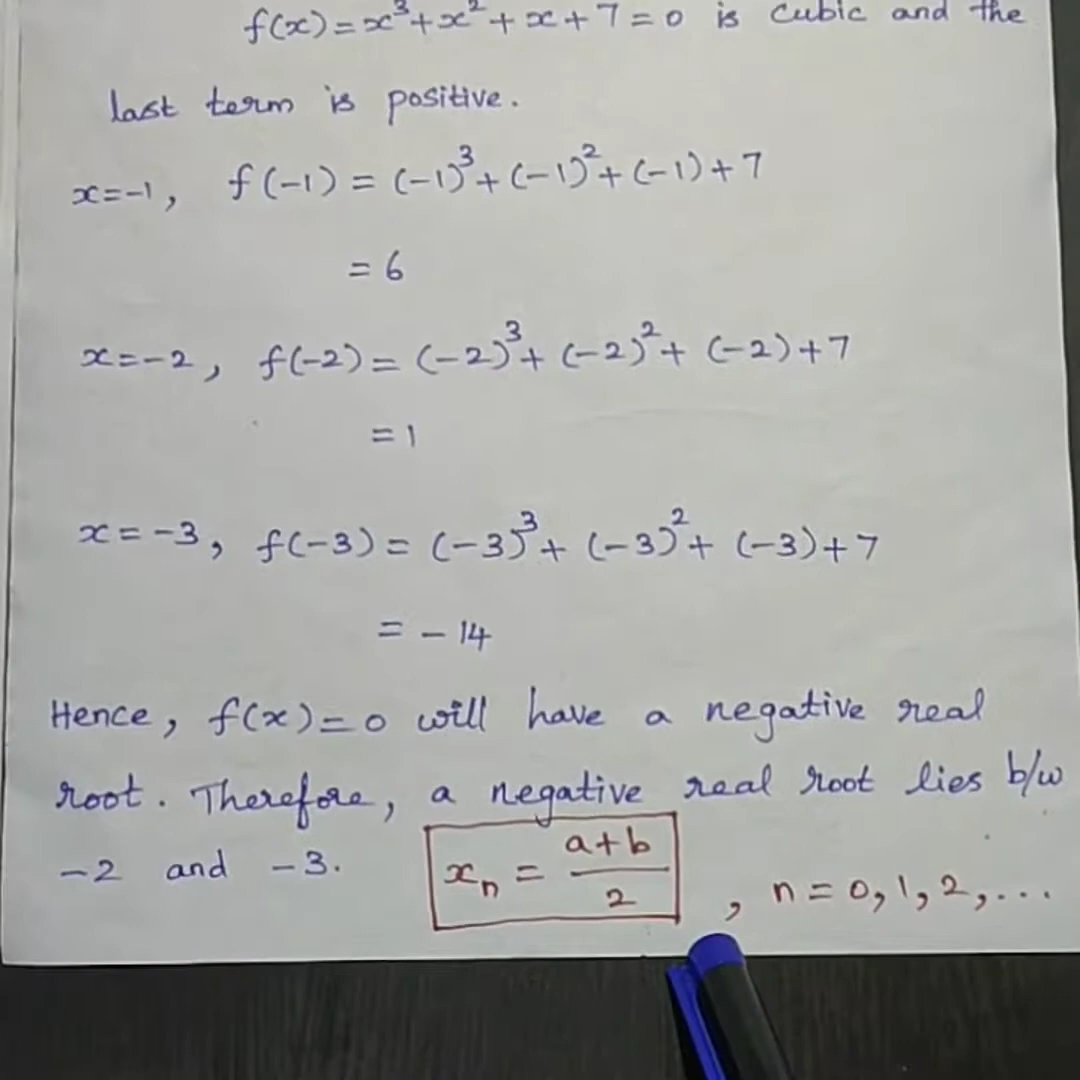 f(x)=x³+x²+x+7=0 is cubic and the
last term is positive.
x=-1, f(-1) = (-1)³+(-1)²+(-1)+7
= 6
x=-2, f(-2) = (-2)³+(-2)²+(-2)+7
= 1
x=-3, f(-3) = (-3)³+(-3)²+(-3)+7
= -14
Hence, f(x)=0 will have a negative real
root. Therefore, a negative real root lies b/w
-2 and -3. xₙ = (a+b)/2, n=0,1,2,...